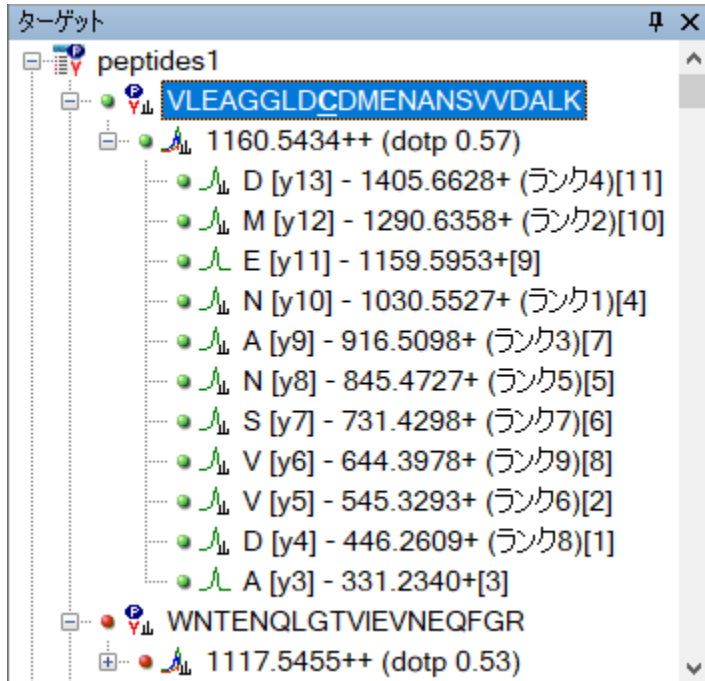 ターゲット
peptides1
VLEAGGLDCDMENANSVVDALK
1160.5434++ (dotp 0.57)
D [y13] - 1405.6628+ (ランク4)[11]
M [y12] - 1290.6358+ (ランク2)[10]
E [y11] - 1159.5953+[9]
N [y10] - 1030.5527+ (ランク1)[4]
A [y9] - 916.5098+ (ランク3)[7]
N [y8] - 845.4727+ (ランク5)[5]
S [y7] - 731.4298+ (ランク7)[6]
V [y6] - 644.3978+ (ランク9)[8]
V [y5] - 545.3293+ (ランク6)[2]
D [y4] - 446.2609+ (ランク8)[1]
A [y3] - 331.2340+[3]
WNTENQLGTVIEVNEQFGR
1117.5455++ (dotp 0.53)